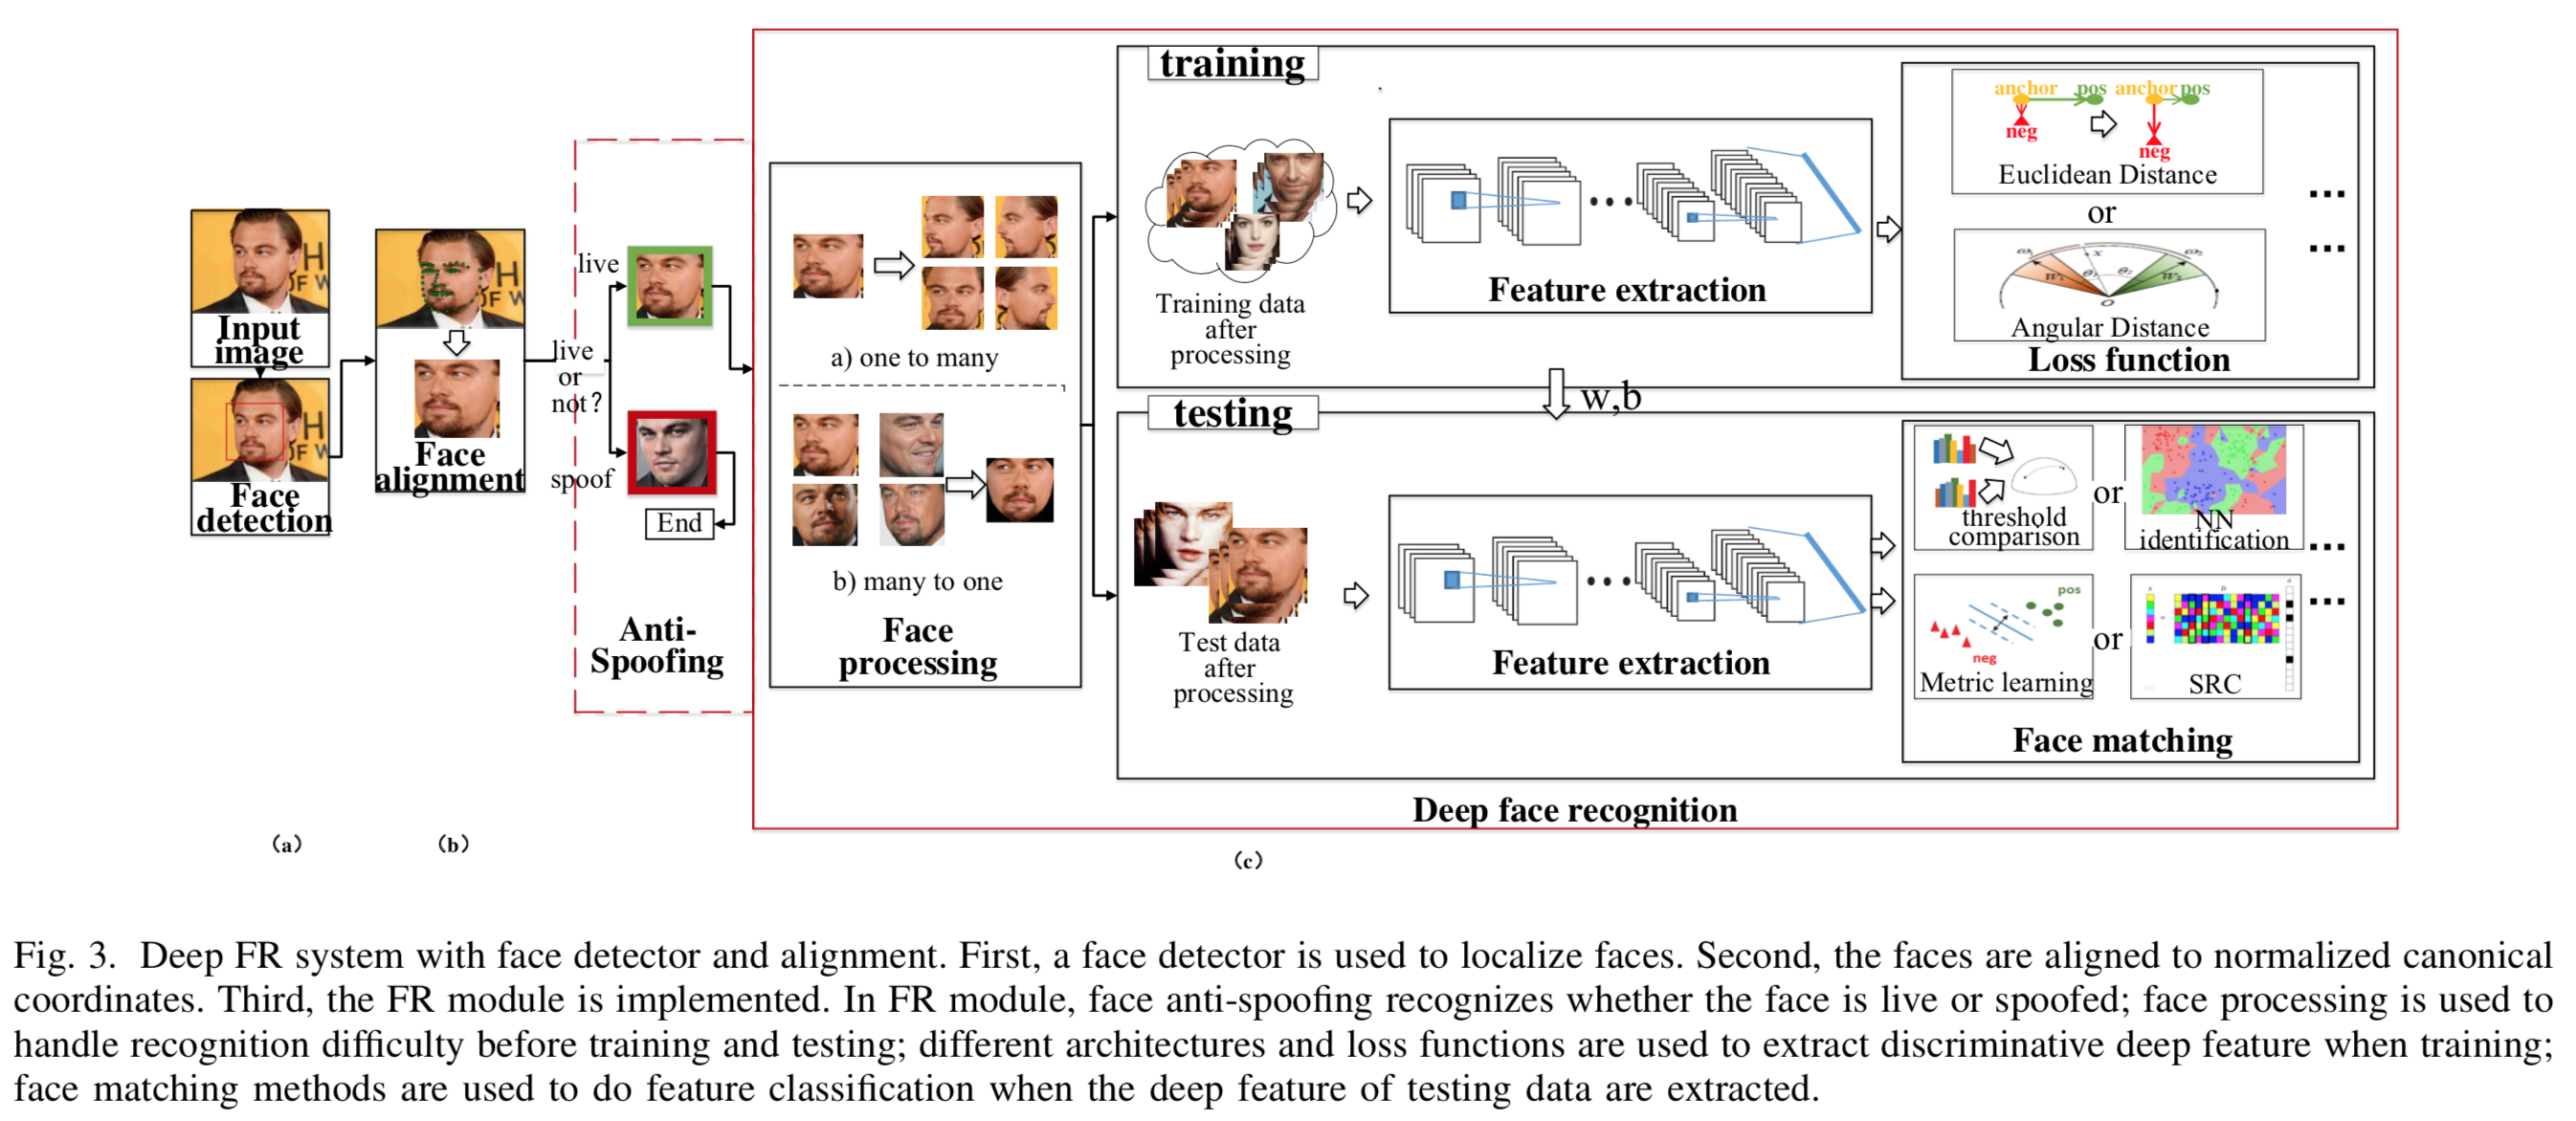 Input
image
Face
detection
Face
alignment
live
or
not?
live
spoof
End
Anti-
Spoofing
a) one to many
b) many to one
Face
processing
training
Training data
after
processing
Feature extraction
anchor pos anchor pos
neg
neg
Euclidean Distance
or
Angular Distance
Loss function
...
...
w,b
testing
Test data
after
processing
Feature extraction
threshold
comparison
or
NN
identification
...
pos
neg
Metric learning
or
SRC
...
Face matching
Deep face recognition
(a)
(b)
(c)
Fig. 3. Deep FR system with face detector and alignment. First, a face detector is used to localize faces. Second, the faces are aligned to normalized canonical
coordinates. Third, the FR module is implemented. In FR module, face anti-spoofing recognizes whether the face is live or spoofed; face processing is used to
handle recognition difficulty before training and testing; different architectures and loss functions are used to extract discriminative deep feature when training;
face matching methods are used to do feature classification when the deep feature of testing data are extracted.